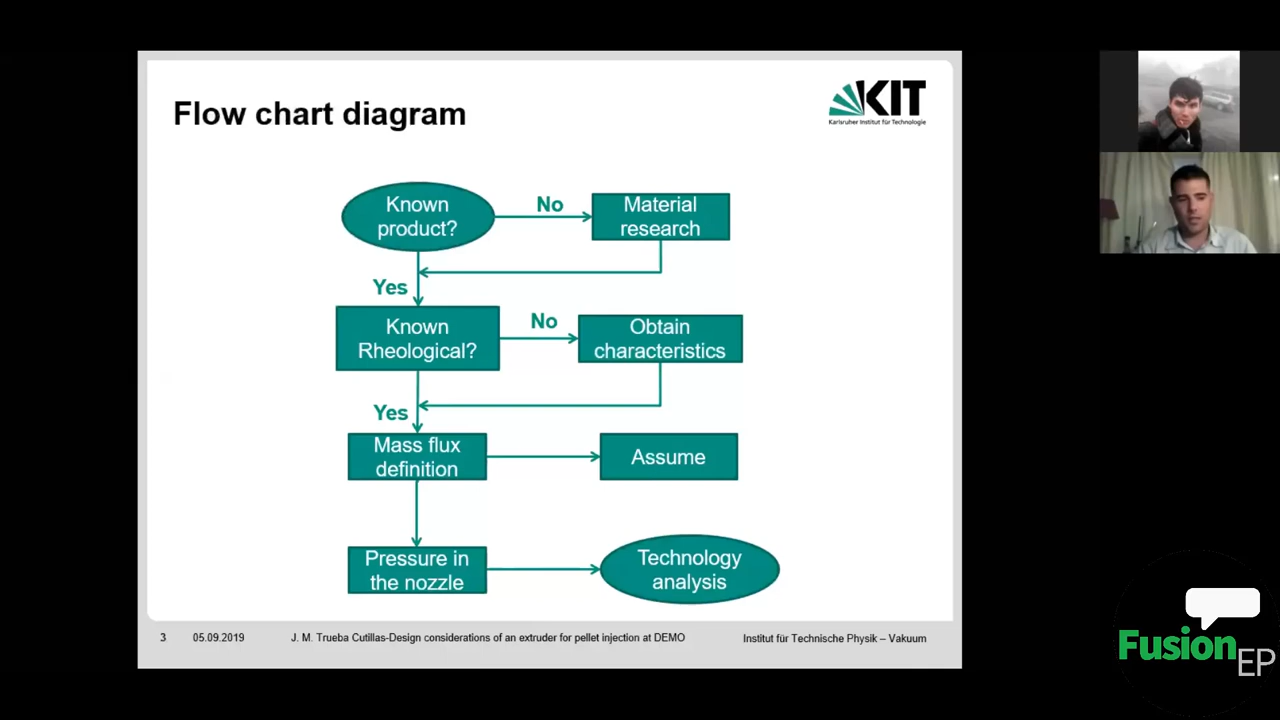 Flow chart diagram
KIT
Karlsruher Institut für Technologie
Known
product?
No
Material
research
Yes
Known
Rheological?
No
Obtain
characteristics
Yes
Mass flux
definition
Assume
Pressure in
the nozzle
Technology
analysis
3
05.09.2019
J. M. Trueba Cutillas-Design considerations of an extruder for pellet injection at DEMO
Institut für Technische Physik – Vakuum
Fusion
EP